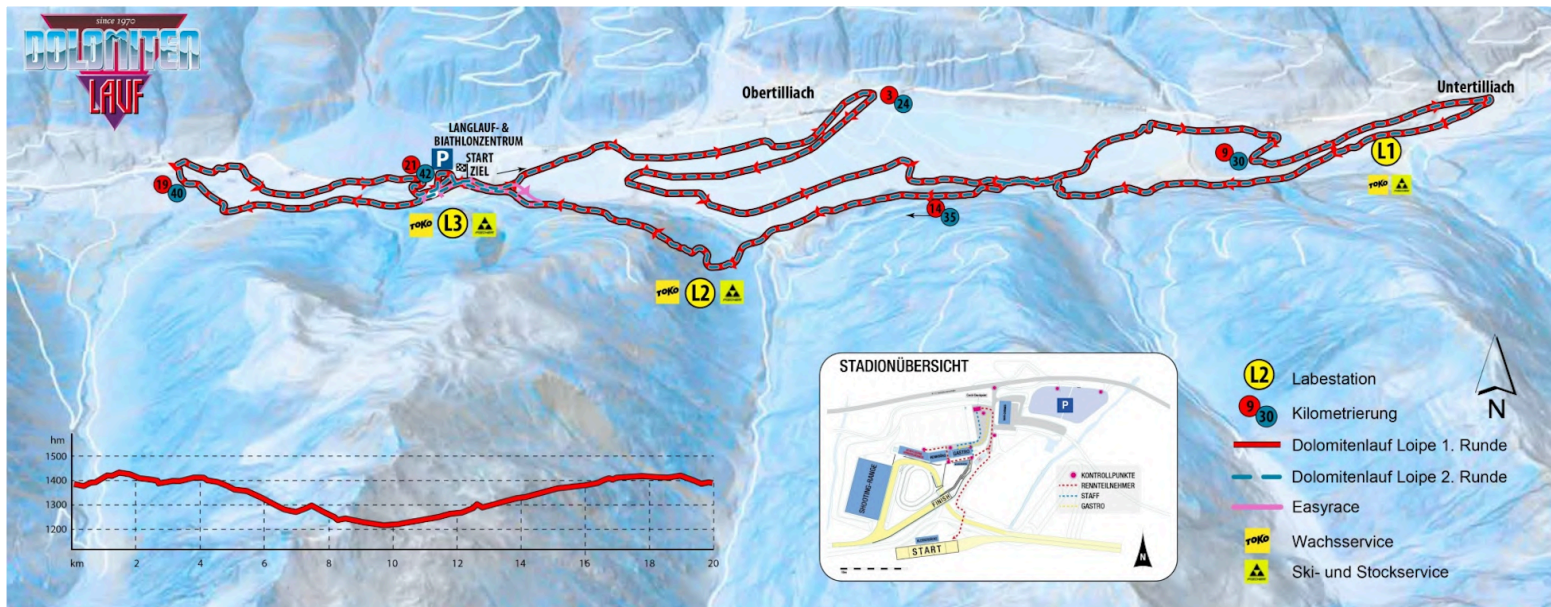 since 1970
DOLOMITEN
LAUF
Obertilliach
Untertilliach
LANGLAUF- &
BIATHLONZENTRUM
P
START
ZIEL
3
24
21
42
19
40
9
30
14
35
L1
TOKO
L3
TOKO
L2
TOKO
STADIONÜBERSICHT
P
SHOOTING-RANGE
GASTRO
FINISH
START
KONTROLLPUNKTE
RENNTEILNEHMER
STAFF
GASTRO
N
L2
Labestation
9
30
Kilometrierung
Dolomitenlauf Loipe 1. Runde
Dolomitenlauf Loipe 2. Runde
Easyrace
TOKO
Wachsservice
Ski- und Stockservice
N
hm
1500
1400
1300
1200
km
2
4
6
8
10
12
14
16
18
20